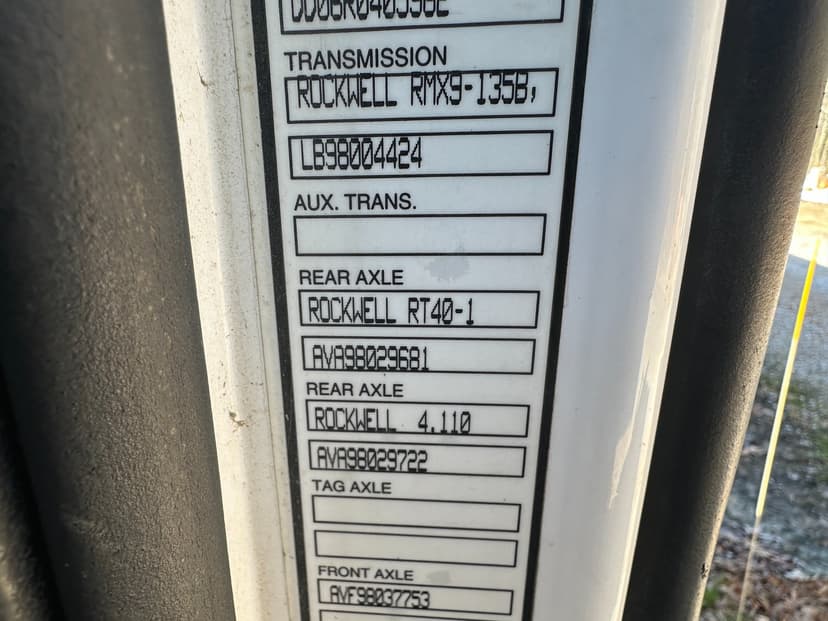 TRANSMISSION
ROCKWELL RMX9-135B,
LB98004424
AUX. TRANS.
REAR AXLE
ROCKWELL RT40-1
AVA98029681
REAR AXLE
ROCKWELL 4.110
AVA98029722
TAG AXLE
FRONT AXLE
AVF98037753